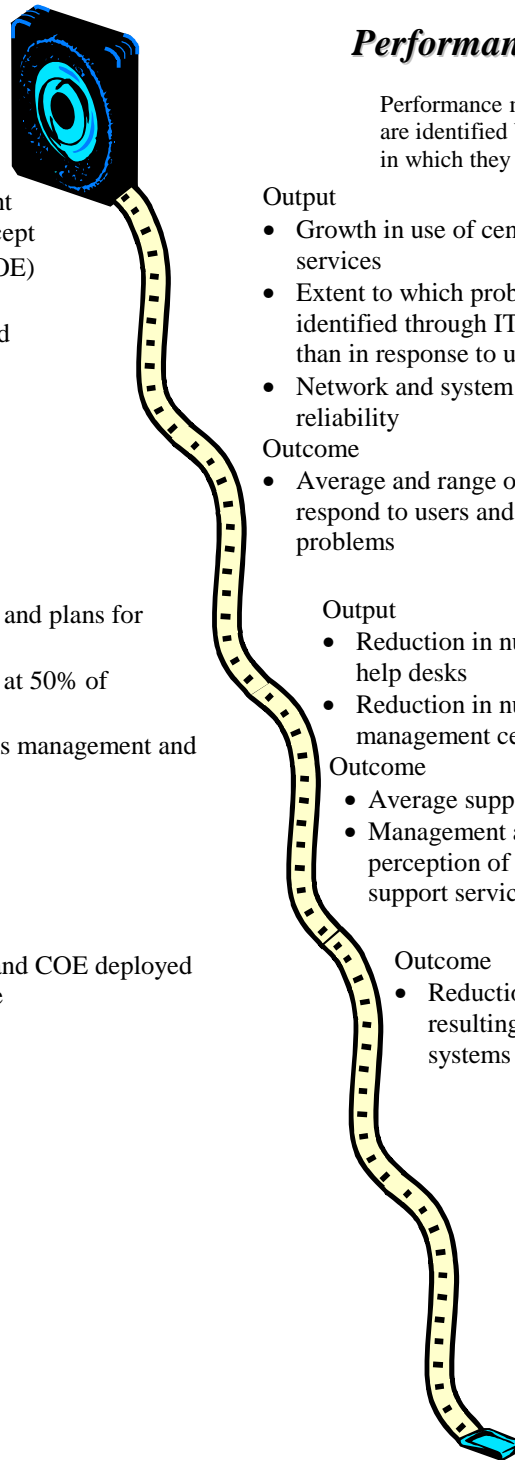 Performan
Performance
are identified
in which they
nt
cept
OE)
d
Output
• Growth in use of cen
services
• Extent to which prob
identified through IT
than in response to u
• Network and system
reliability
Outcome
• Average and range o
respond to users and
problems
and plans for
at 50% of
s management and
Output
• Reduction in nu
help desks
• Reduction in nu
management ce
Outcome
• Average supp
• Management a
perception of
support servic
and COE deployed
e
Outcome
• Reductio
resulting
systems